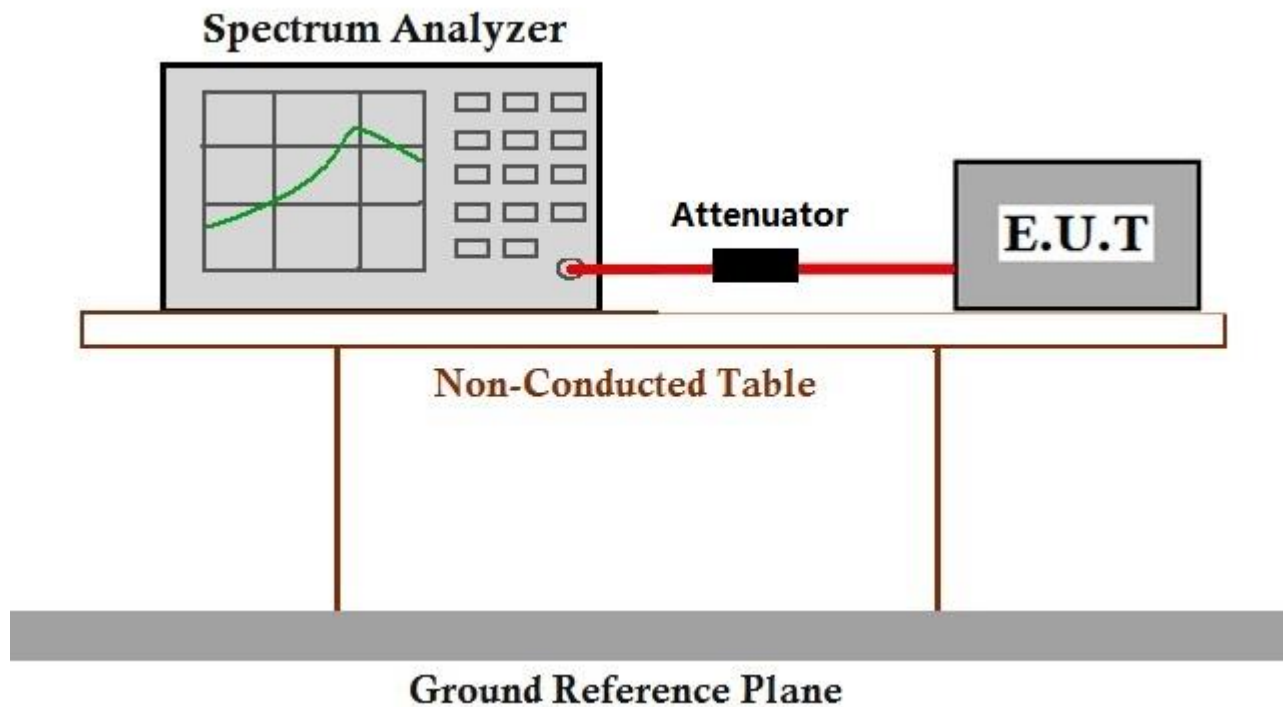 Spectrum Analyzer
Attenuator
E.U.T
Non-Conducted Table
Ground Reference Plane